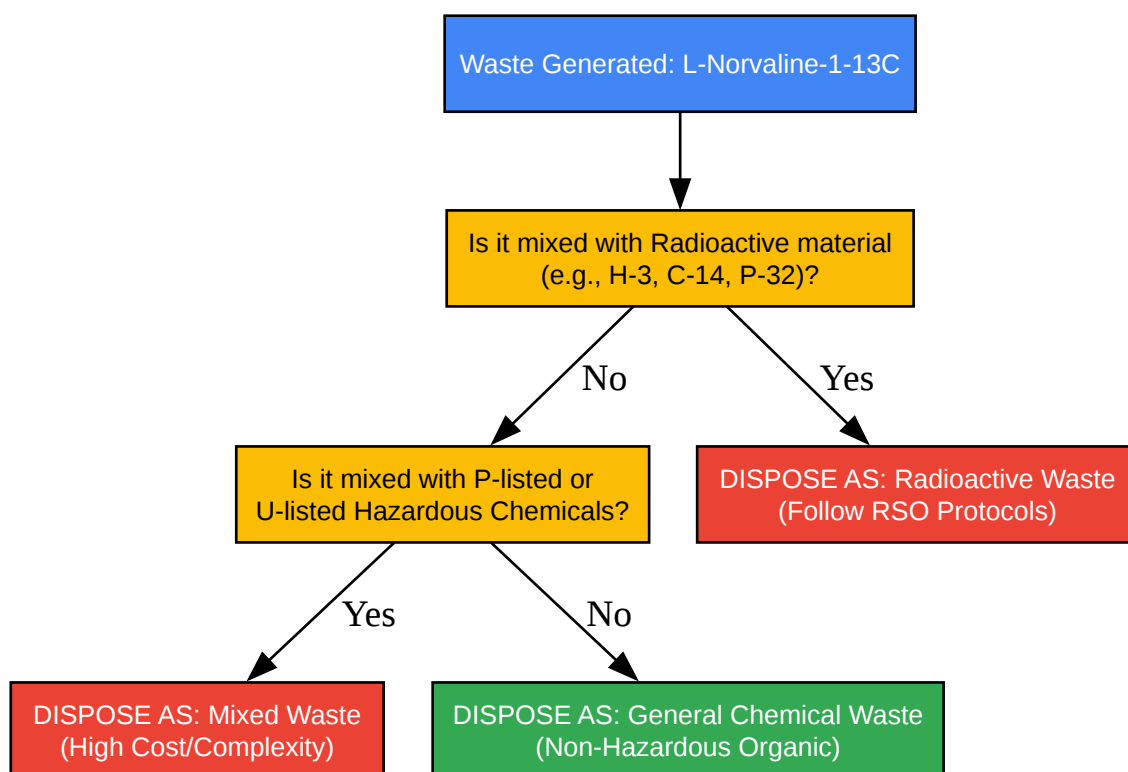 Waste Generated: L-Norvaline-1-13C
Is it mixed with Radioactive material
(e.g., H-3, C-14, P-32)?
No
Yes
Is it mixed with P-listed or
U-listed Hazardous Chemicals?
DISPOSE AS: Radioactive Waste
(Follow RSO Protocols)
Yes
No
DISPOSE AS: Mixed Waste
(High Cost/Complexity)
DISPOSE AS: General Chemical Waste
(Non-Hazardous Organic)